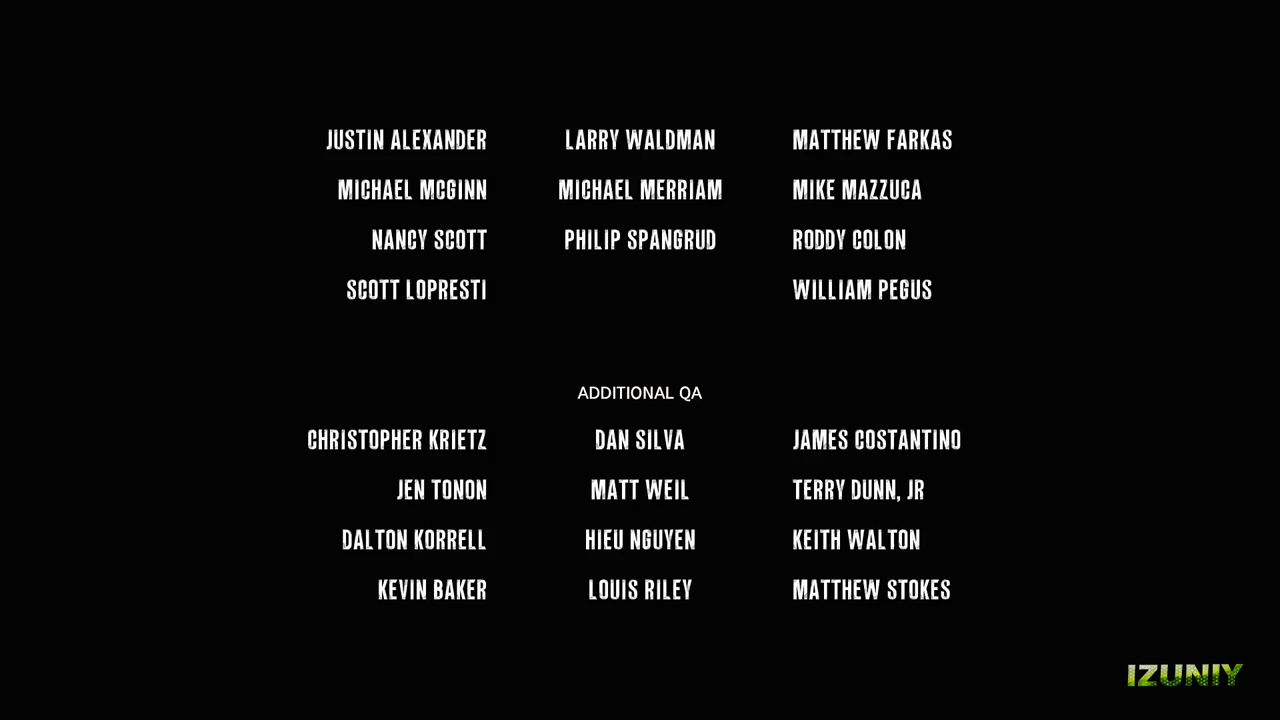 JUSTIN ALEXANDER LARRY WALDMAN MATTHEW FARKAS
MICHAEL MCGINN MICHAEL MERRIAM MIKE MAZZUCA
NANCY SCOTT PHILIP SPANGRUD RODDY COLON
SCOTT LOPRESTI WILLIAM PEGUS
ADDITIONAL QA
CHRISTOPHER KRIETZ DAN SILVA JAMES COSTANTINO
JEN TONON MATT WEIL TERRY DUNN, JR
DALTON KORRELL HIEU NGUYEN KEITH WALTON
KEVIN BAKER LOUIS RILEY MATTHEW STOKES
IZUNIY